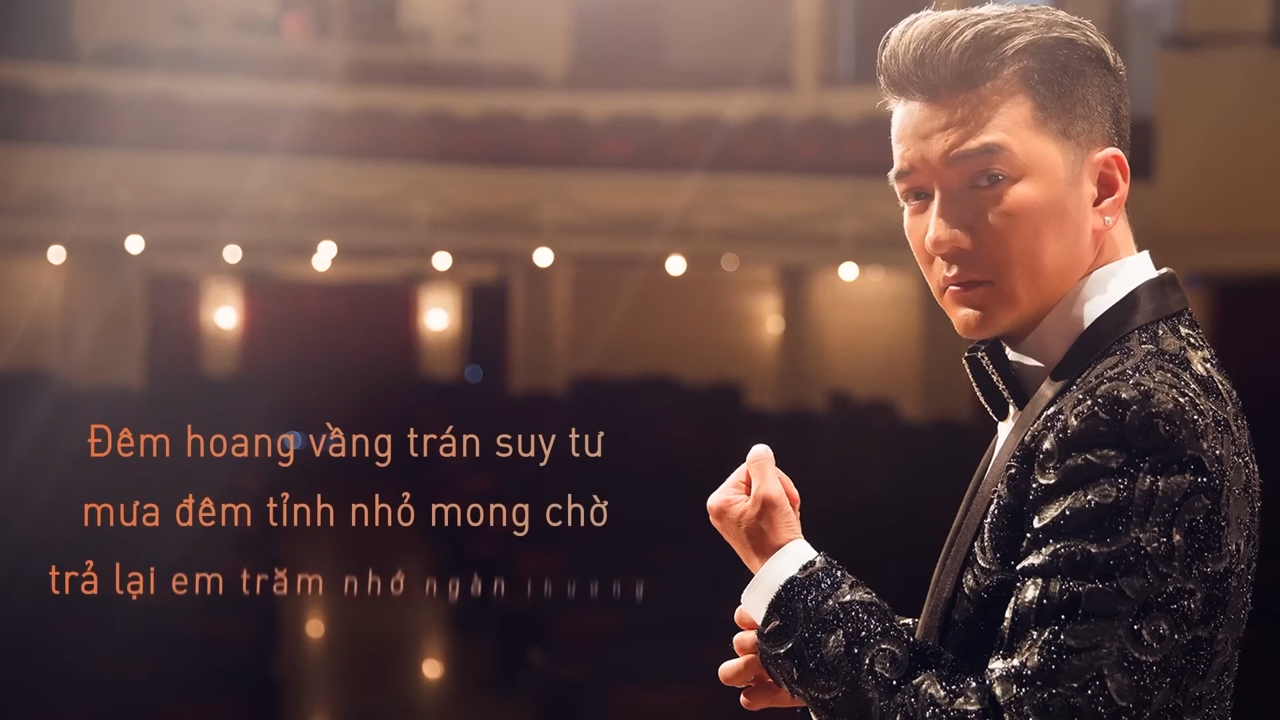 Đêm hoang vầng trán suy tư
mưa đêm tỉnh nhỏ mong chờ
trả lại em trăm nhớ ngàn thương